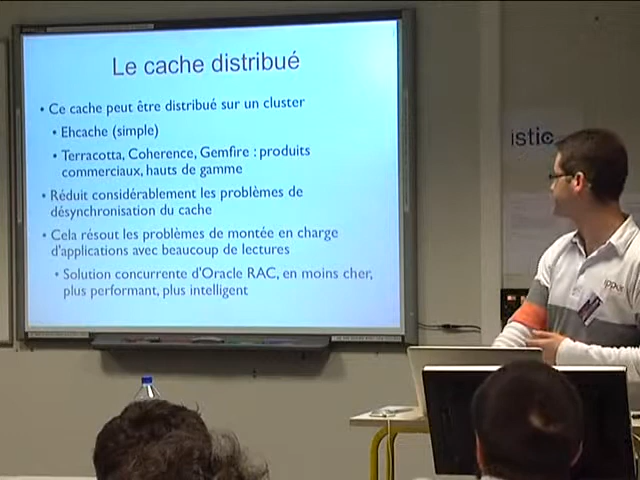 Le cache distribué
• Ce cache peut être distribué sur un cluster
• Ehcache (simple)
• Terracotta, Coherence, Gemfire : produits
commerciaux, hauts de gamme
• Réduit considérablement les problèmes de
désynchronisation du cache
• Cela résout les problèmes de montée en charge
d'applications avec beaucoup de lectures
• Solution concurrente d'Oracle RAC, en moins cher,
plus performant, plus intelligent
istic